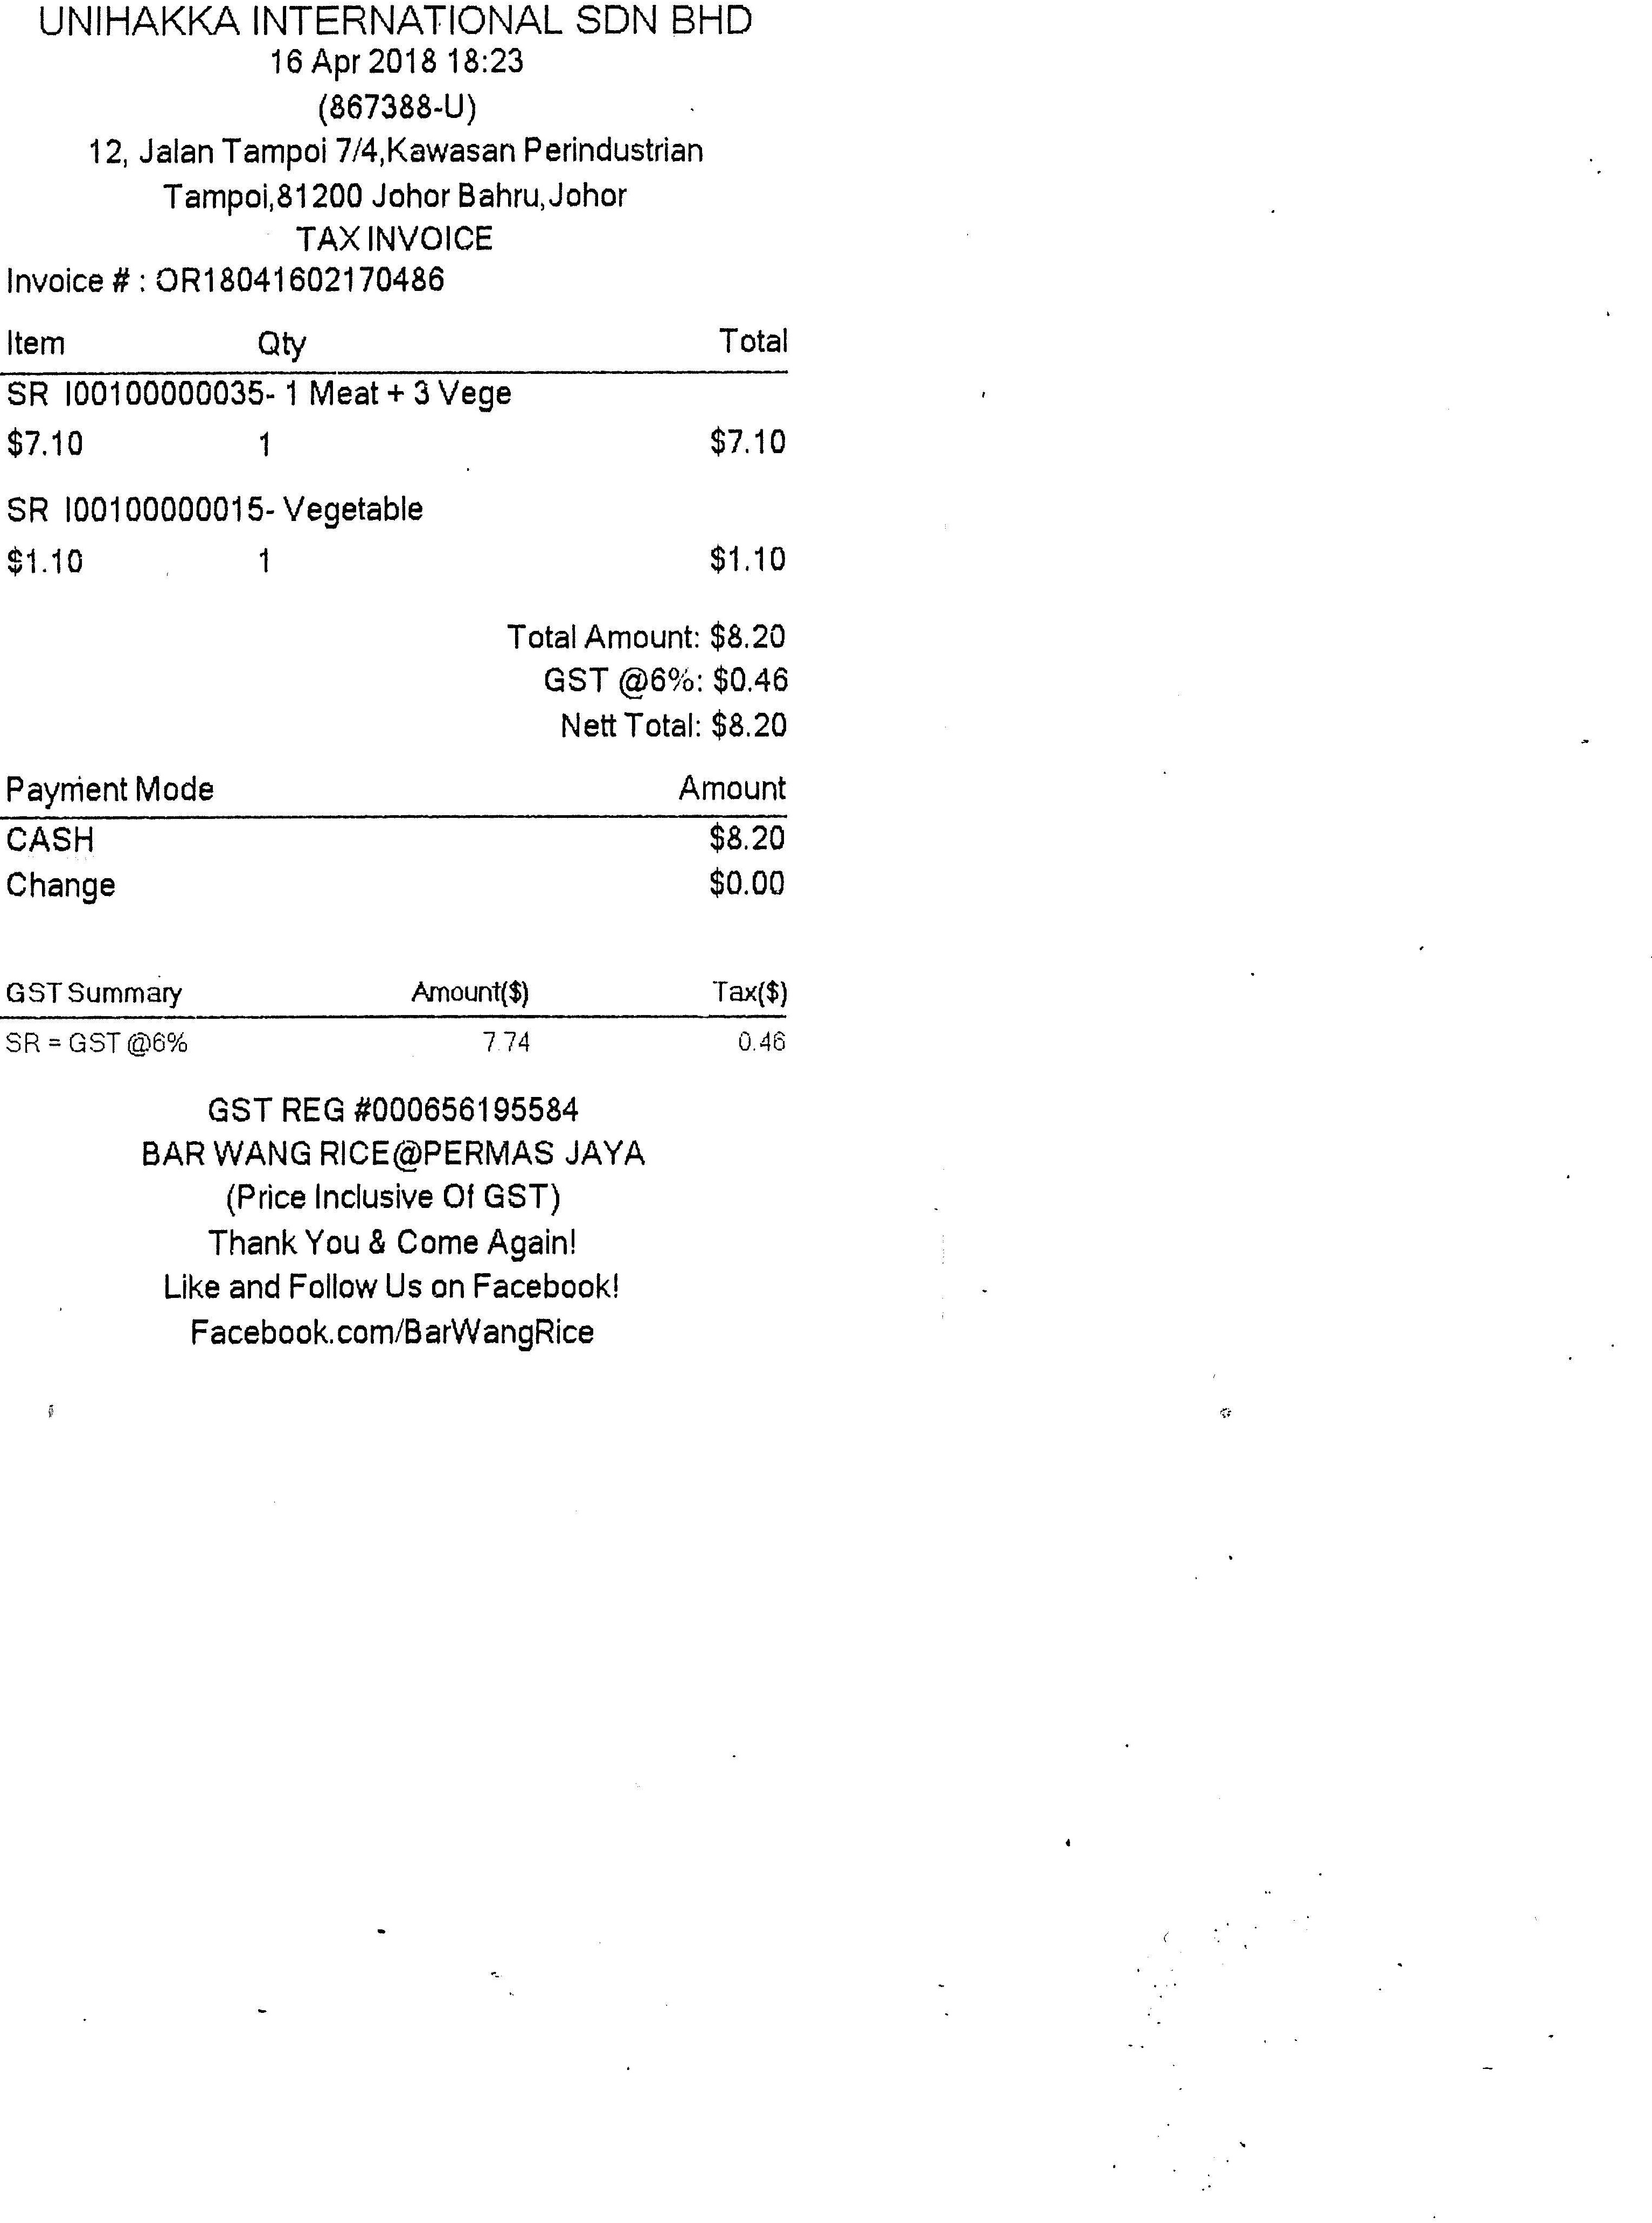 UNIHAKKA INTERNATIONAL SDN BHD
16 Apr 2018 18:23
(867388-U)
12, Jalan Tampoi 7/4,Kawasan Perindustrian
Tampoi,81200 Johor Bahru,Johor
TAX INVOICE
Invoice # : OR18041602170486
Item Qty Total
SR I00100000035- 1 Meat + 3 Vege
$7.10 1 $7.10
SR I00100000015- Vegetable
$1.10 1 $1.10
Total Amount: $8.20
GST @6%: $0.46
Nett Total: $8.20
Payment Mode Amount
CASH $8.20
Change $0.00
GST Summary Amount($) Tax($)
SR = GST @6% 7.74 0.46
GST REG #000656195584
BAR WANG RICE@PERMAS JAYA
(Price Inclusive Of GST)
Thank You & Come Again!
Like and Follow Us on Facebook!
Facebook.com/BarWangRice